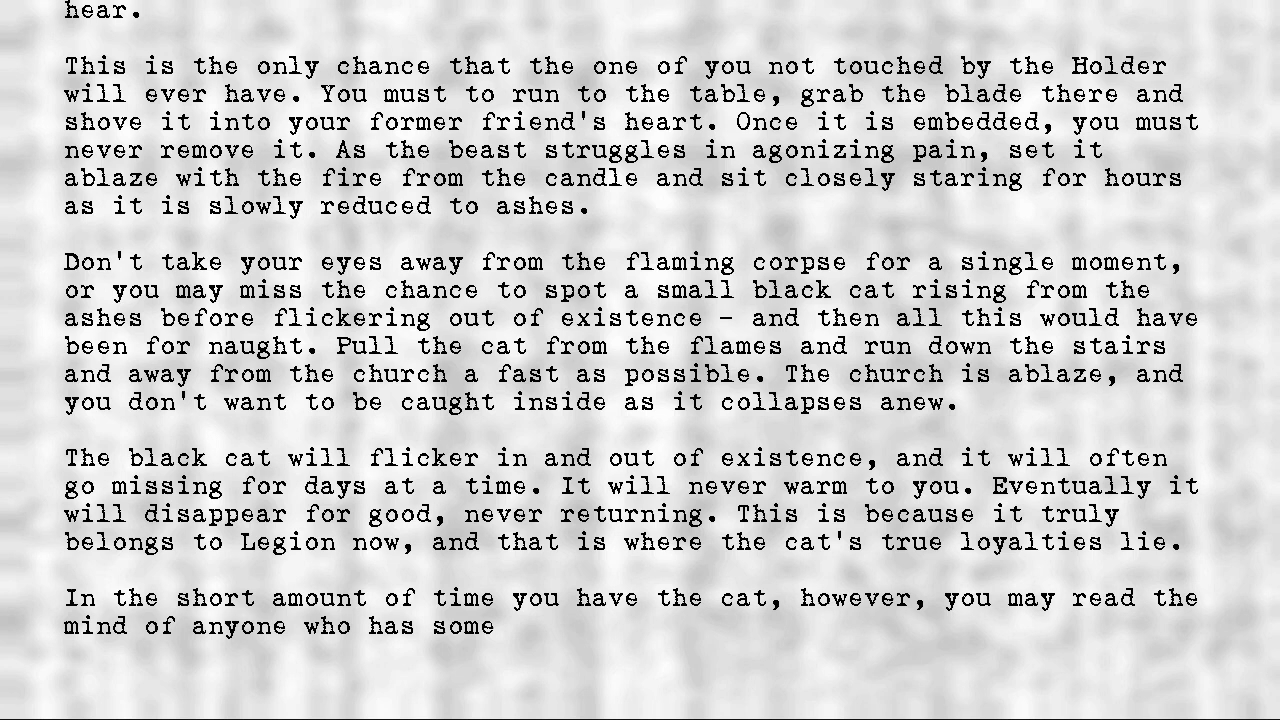 hear.
This is the only chance that the one of you not touched by the Holder
will ever have. You must to run to the table, grab the blade there and
shove it into your former friend's heart. Once it is embedded, you must
never remove it. As the beast struggles in agonizing pain, set it
ablaze with the fire from the candle and sit closely staring for hours
as it is slowly reduced to ashes.
Don't take your eyes away from the flaming corpse for a single moment,
or you may miss the chance to spot a small black cat rising from the
ashes before flickering out of existence – and then all this would have
been for naught. Pull the cat from the flames and run down the stairs
and away from the church a fast as possible. The church is ablaze, and
you don't want to be caught inside as it collapses anew.
The black cat will flicker in and out of existence, and it will often
go missing for days at a time. It will never warm to you. Eventually it
will disappear for good, never returning. This is because it truly
belongs to Legion now, and that is where the cat's true loyalties lie.
In the short amount of time you have the cat, however, you may read the
mind of anyone who has some